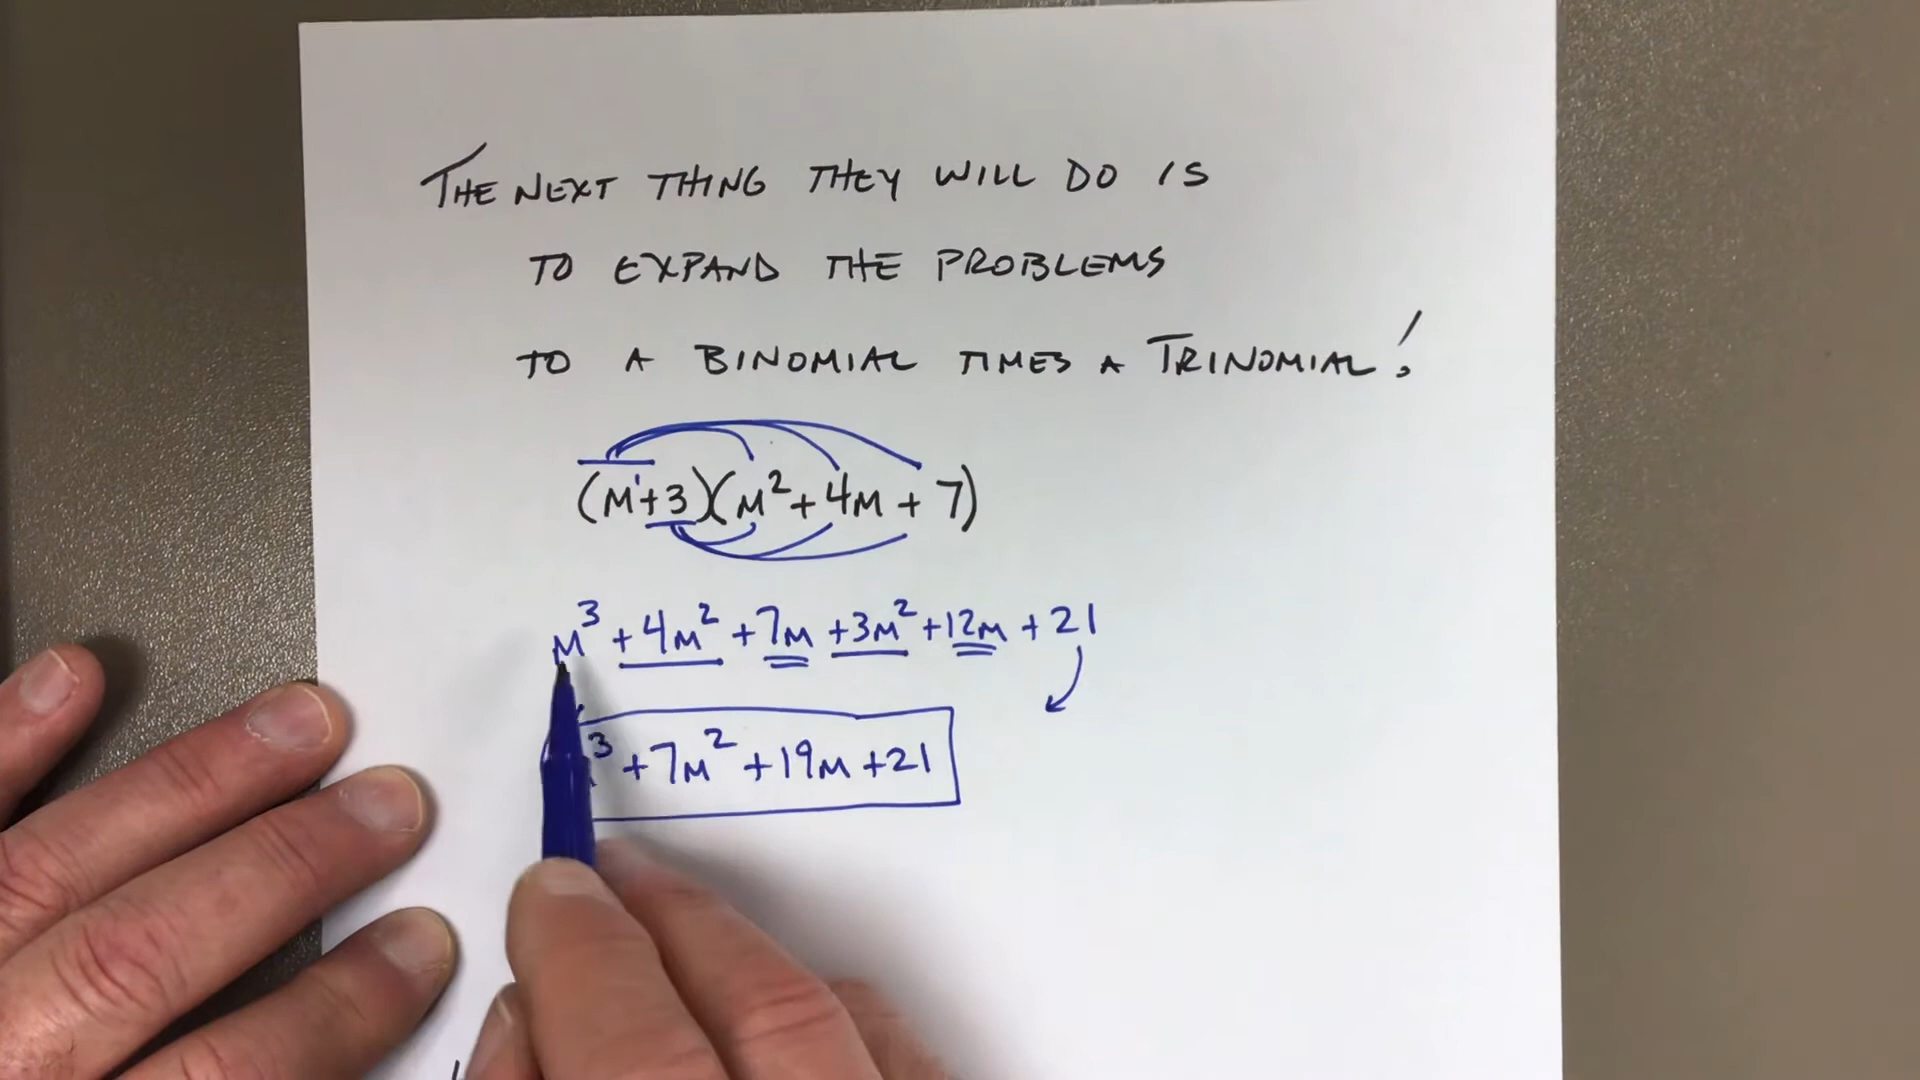 THE NEXT THING THEY WILL DO IS
TO EXPAND THE PROBLEMS
TO A BINOMIAL TIMES A TRINOMIAL!
(M¹+3)(M²+4M+7)
M³+4M²+7M+3M²+12M+21
³+7M²+19M+21